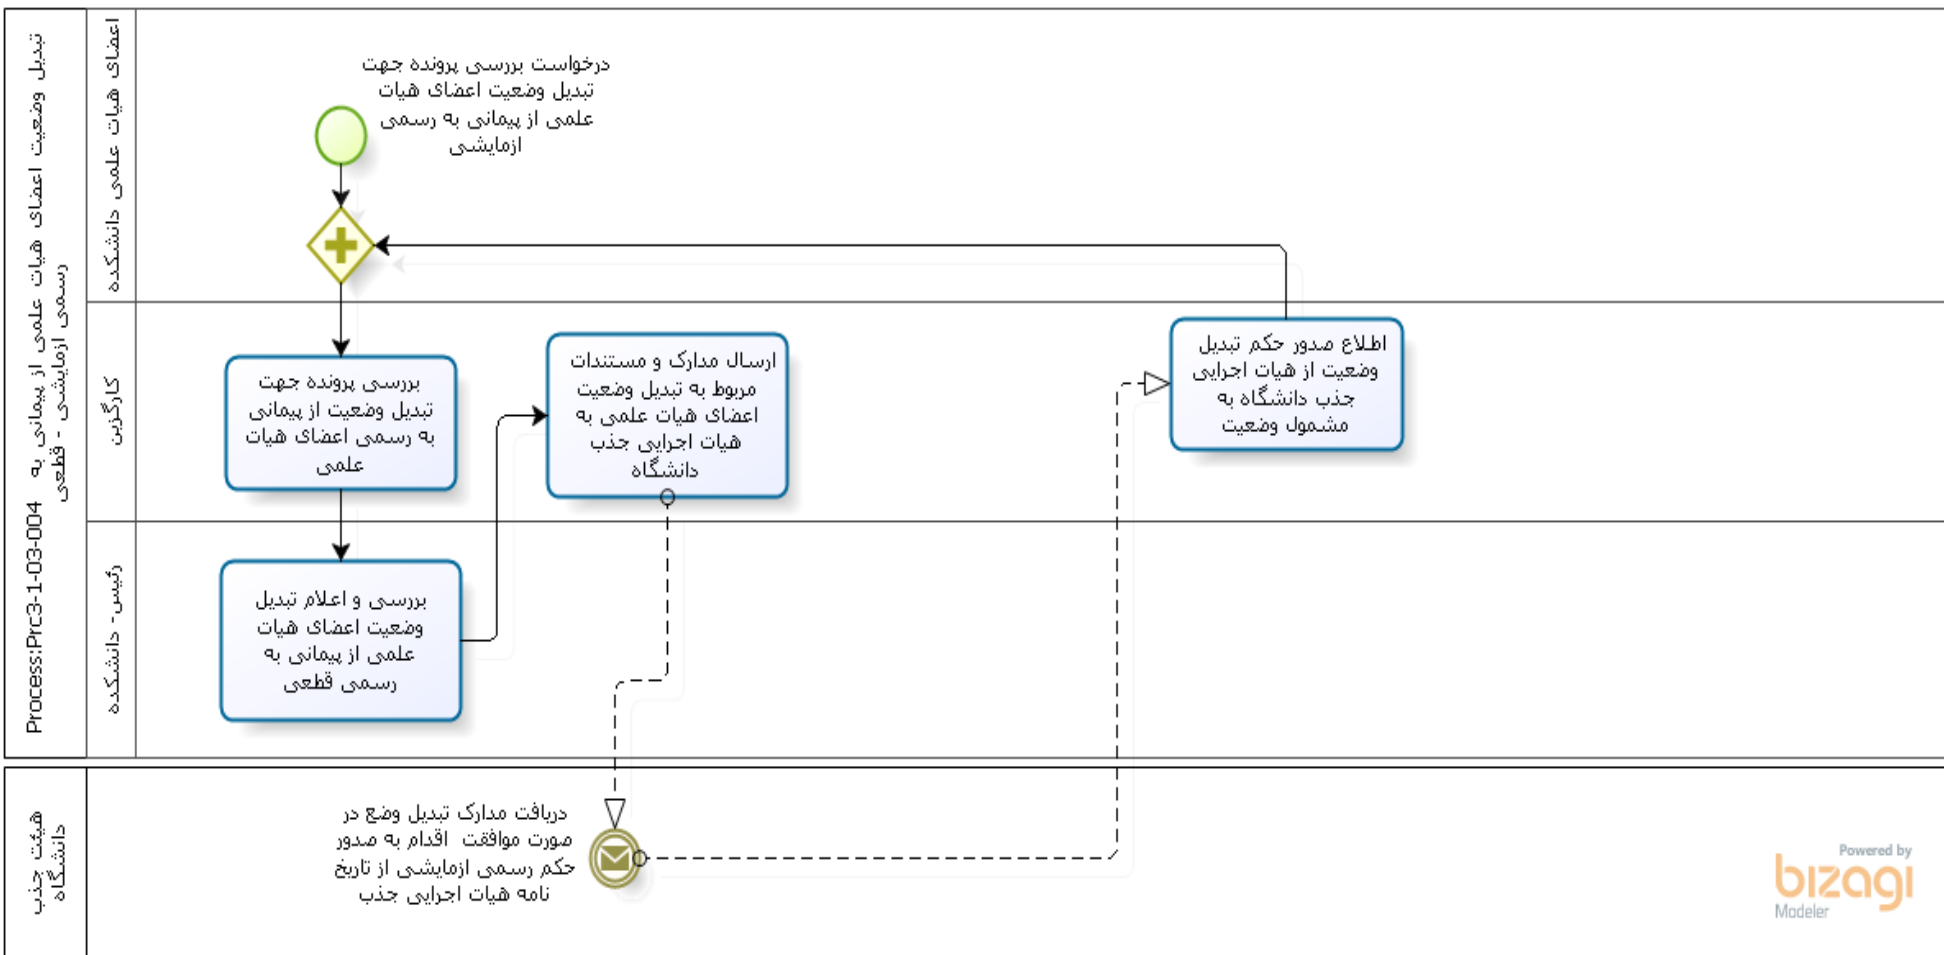 Process:Prc3-1-03-004 تبدیل وضعیت اعضای هیات علمی از پیمانی به
رسمی ازمایشی - قطعی
اعضای هیات علمی دانشکده
درخواست بررسی پرونده جهت
تبدیل وضعیت اعضای هیات
علمی از پیمانی به رسمی
ازمایشی
کارگزین
بررسی پرونده جهت
تبدیل وضعیت از پیمانی
به رسمی اعضای هیات
علمی
ارسال مدارک و مستندات
مربوط به تبدیل وضعیت
اعضای هیات علمی به
هیات اجرایی جذب
دانشگاه
اطلاع صدور حکم تبدیل
وضعیت از هیات اجرایی
جذب دانشگاه به
مشمول وضعیت
رئیس- دانشکده
بررسی و اعلام تبدیل
وضعیت اعضای هیات
علمی از پیمانی به
رسمی قطعی
هیئت جذب
دانشگاه
دریافت مدارک تبدیل وضع در
صورت موافقت اقدام به صدور
حکم رسمی ازمایشی از تاریخ
نامه هیات اجرایی جذب
Powered by
bizagi
Modeler